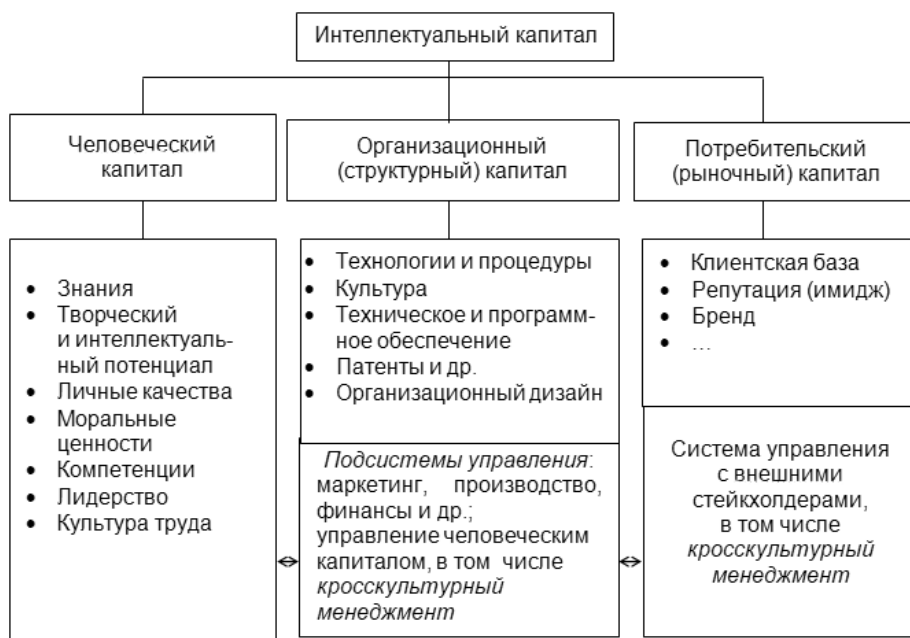 Интеллектуальный капитал
Человеческий
капитал
Организационный
(структурный) капитал
Потребительский
(рыночный) капитал
• Знания
• Творческий
и интеллектуаль-
ный потенциал
• Личные качества
• Моральные
ценности
• Компетенции
• Лидерство
• Культура труда
• Технологии и процедуры
• Культура
• Техническое и программ-
ное обеспечение
• Патенты и др.
• Организационный дизайн
Подсистемы управления:
маркетинг, производство,
финансы и др.;
управление человеческим
капиталом, в том числе
кросскультурный
менеджмент
• Клиентская база
• Репутация (имидж)
• Бренд
• ...
Система управления
с внешними
стейкхолдерами,
в том числе
кросскультурный
менеджмент